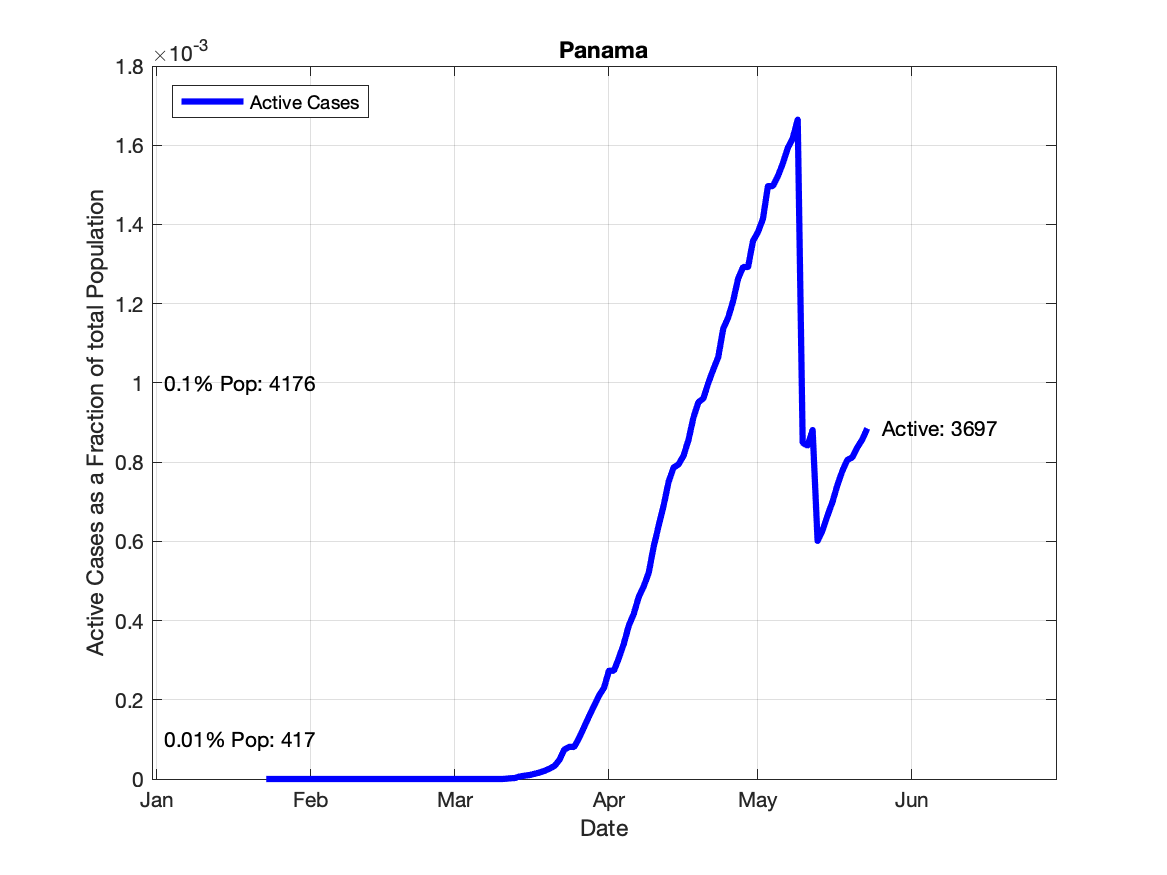 Panama
×10-3
1.8
1.6
1.4
1.2
1
0.8
0.6
0.4
0.2
0
Active Cases
0.1% Pop: 4176
Active: 3697
0.01% Pop: 417
Active Cases as a Fraction of total Population
Jan Feb Mar Apr May Jun
Date